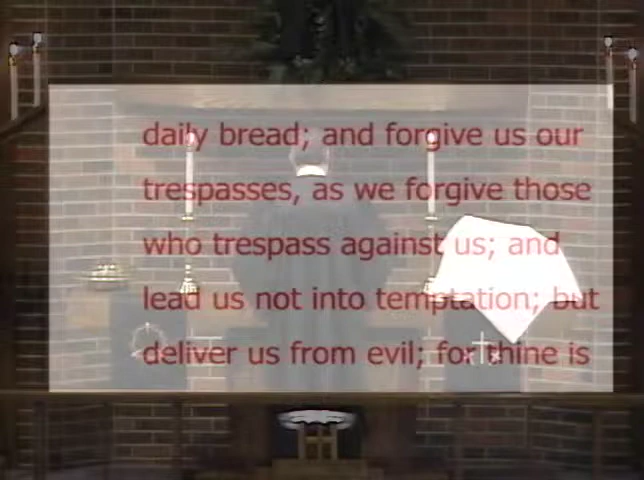 daily bread; and forgive us our
trespasses, as we forgive those
who trespass against us; and
lead us not into temptation; but
deliver us from evil; for thine is